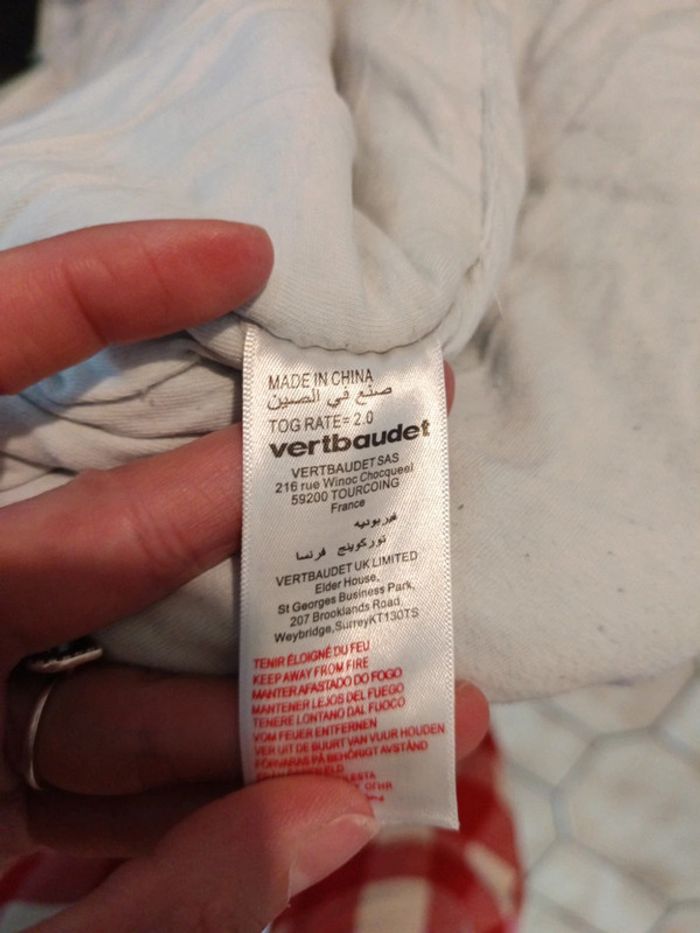 MADE IN CHINA
صنع في الصين
TOG RATE= 2.0
vertbaudet
VERTBAUDET SAS
216 rue Winoc Chocqueel
59200 TOURCOING
France
فيربوديه
توركوينج فرنسا
VERTBAUDET UK LIMITED
Elder House,
St Georges Business Park,
207 Brooklands Road,
Weybridge,SurreyKT130TS
TENIR ÉLOIGNÉ DU FEU
KEEP AWAY FROM FIRE
MANTER AFASTADO DO FOGO
MANTENER LEJOS DEL FUEGO
TENERE LONTANO DAL FUOCO
VOM FEUER ENTFERNEN
VER UIT DE BUURT VAN VUUR HOUDEN
FÖRVARAS PÅ BEHÖRIGT AVSTÅND